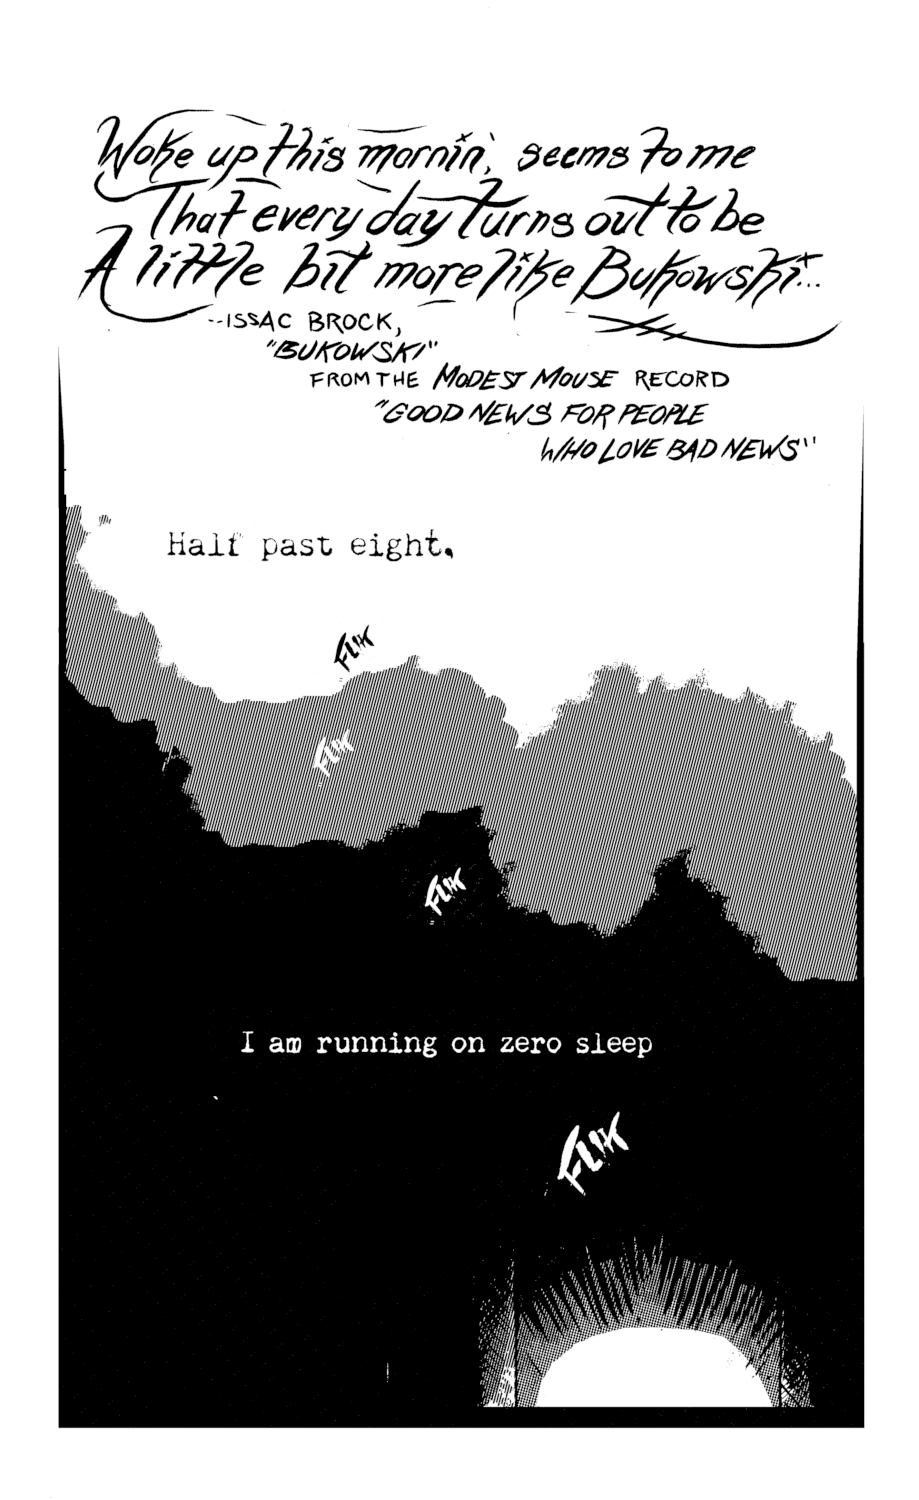 Woke up this mornin', seems to me
That every day turns out to be
A little bit more like Bukowski...
--ISSAC BROCK,
"BUKOWSKI"
FROM THE MODEST MOUSE RECORD
"GOOD NEWS FOR PEOPLE
WHO LOVE BAD NEWS"
Half past eight.
FLIK
FLIK
FLIK
I am running on zero sleep
FLIK